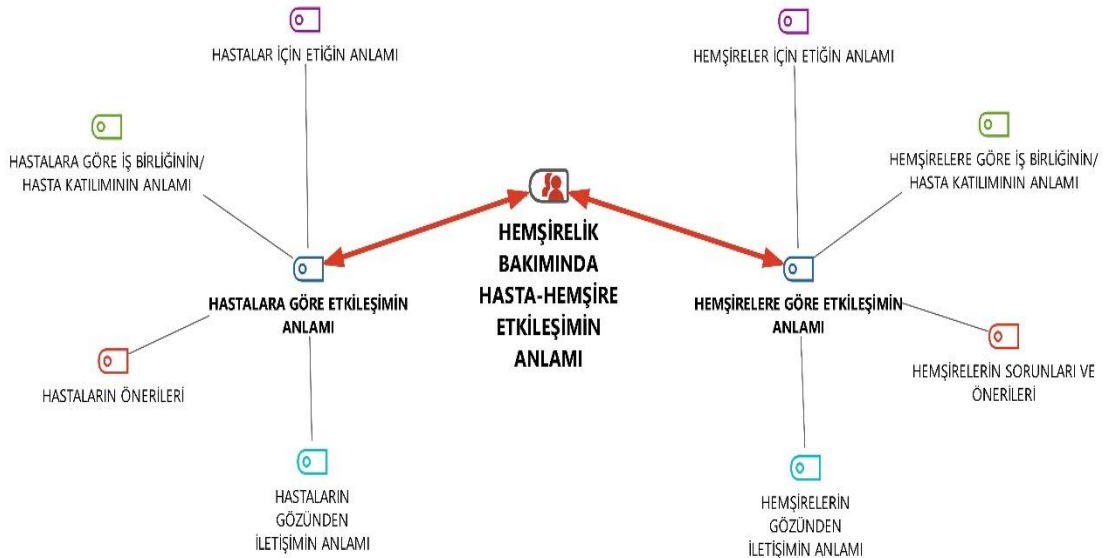 HASTALAR İÇİN ETİĞİN ANLAMI
HEMŞİRELER İÇİN ETİĞİN ANLAMI
HASTALARA GÖRE İŞ BİRLİĞİNİN/
HASTA KATILIMININ ANLAMI
HEMŞİRELERE GÖRE İŞ BİRLİĞİNİN/
HASTA KATILIMININ ANLAMI
HEMŞİRELİK
BAKIMINDA
HASTA-HEMŞİRE
ETKİLEŞİMİN
ANLAMI
HASTALARA GÖRE ETKİLEŞİMİN
ANLAMI
HEMŞİRELERE GÖRE ETKİLEŞİMİN
ANLAMI
HASTALARIN ÖNERİLERİ
HEMŞİRELERİN SORUNLARI VE
ÖNERİLERİ
HASTALARIN
GÖZÜNDEN
İLETİŞİMİN ANLAMI
HEMŞİRELERİN
GÖZÜNDEN
İLETİŞİMİN ANLAMI